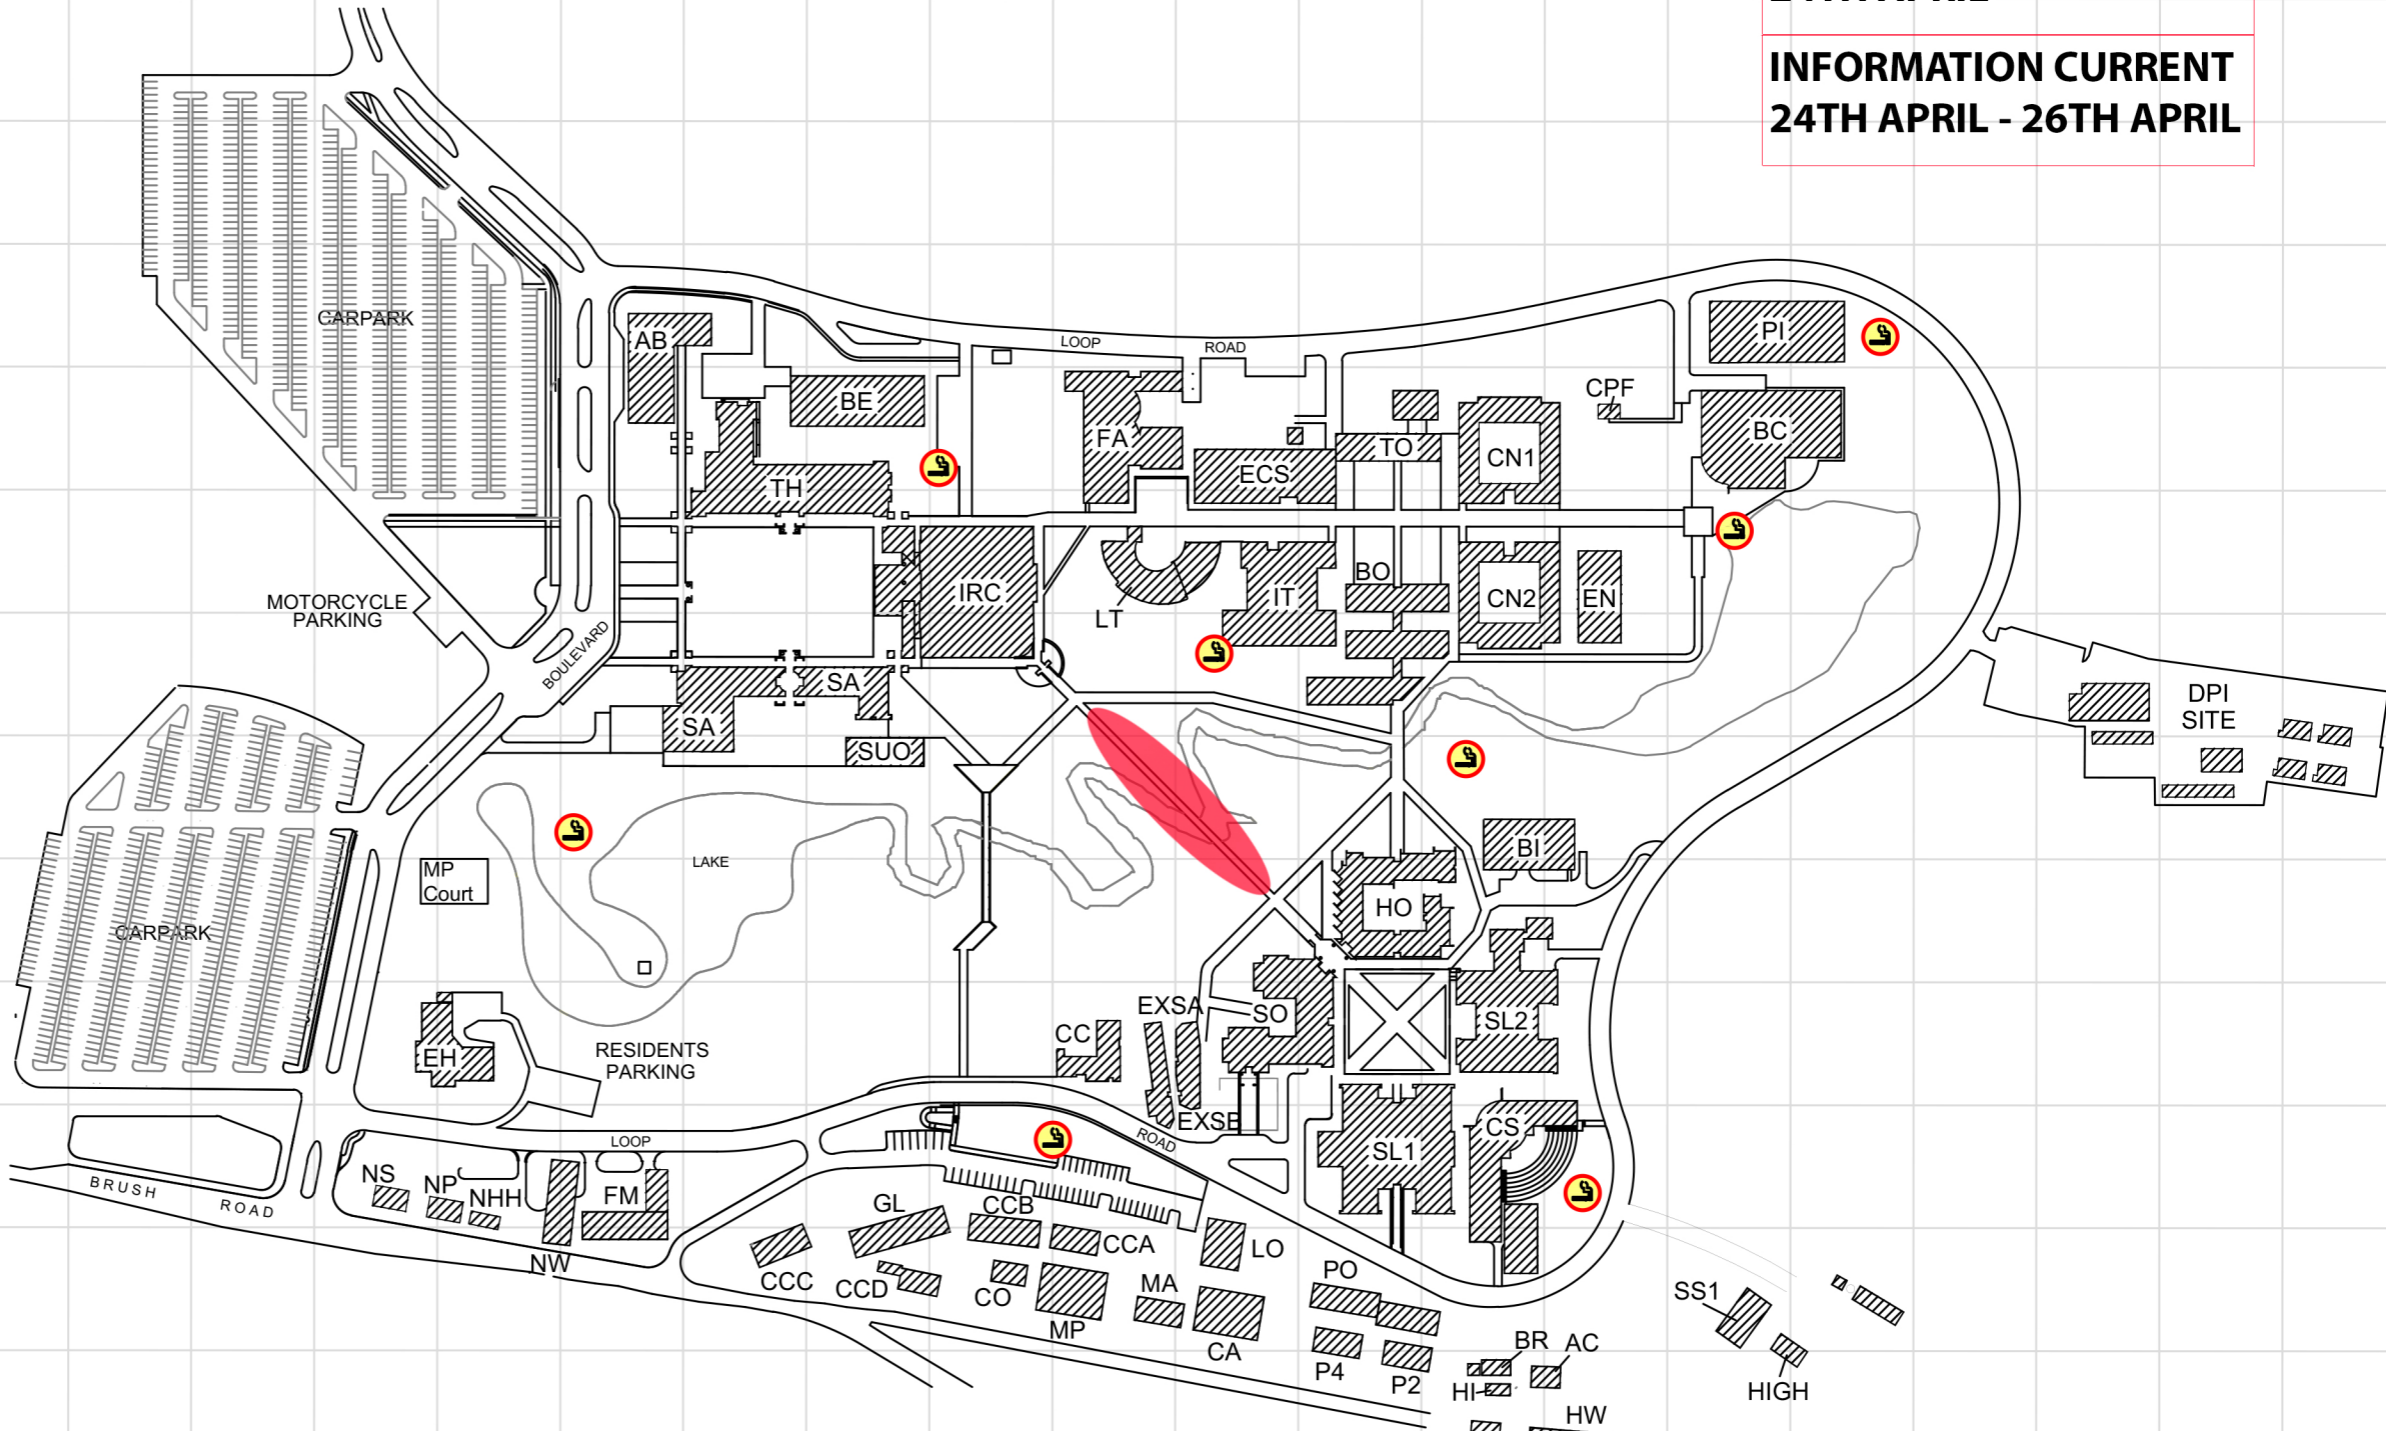 24TH APRIL
INFORMATION CURRENT
24TH APRIL - 26TH APRIL
CARPARK
AB
LOOP
ROAD
PI
BE
CPF
FA
BC
TO
CN1
ECS
TH
MOTORCYCLE
PARKING
IRC
LT
IT
BO
CN2
EN
BOULEVARD
SA
SA
SUO
DPI
SITE
LAKE
MP
Court
BI
CARPARK
HO
EXSA
SO
SL2
CC
EH
RESIDENTS
PARKING
EXSB
CS
LOOP
ROAD
SL1
BRUSH
ROAD
NS
NP
NHH
FM
NW
GL
CCB
CCA
LO
CCC
CCD
CO
MP
MA
CA
PO
P4
P2
BR
AC
HI
HW
SS1
HIGH